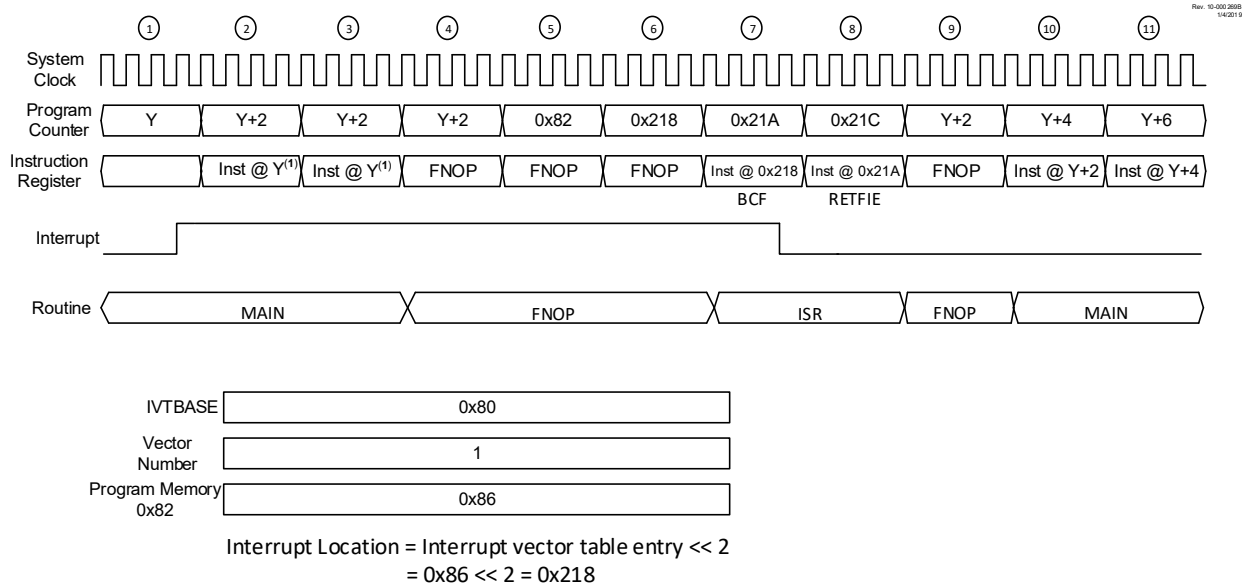 Rev. 10-000269B
1/4/2019
1 2 3 4 5 6 7 8 9 10 11
System
Clock
Program
Counter
Y Y+2 Y+2 Y+2 0x82 0x218 0x21A 0x21C Y+2 Y+4 Y+6
Instruction
Register
Inst @ Y(1) Inst @ Y(1) FNOP FNOP FNOP Inst @ 0x218 Inst @ 0x21A FNOP Inst @ Y+2 Inst @ Y+4
BCF RETFIE
Interrupt
Routine MAIN FNOP ISR FNOP MAIN
IVTBASE 0x80
Vector
Number
1
Program Memory
0x82
0x86
Interrupt Location = Interrupt vector table entry << 2
= 0x86 << 2 = 0x218